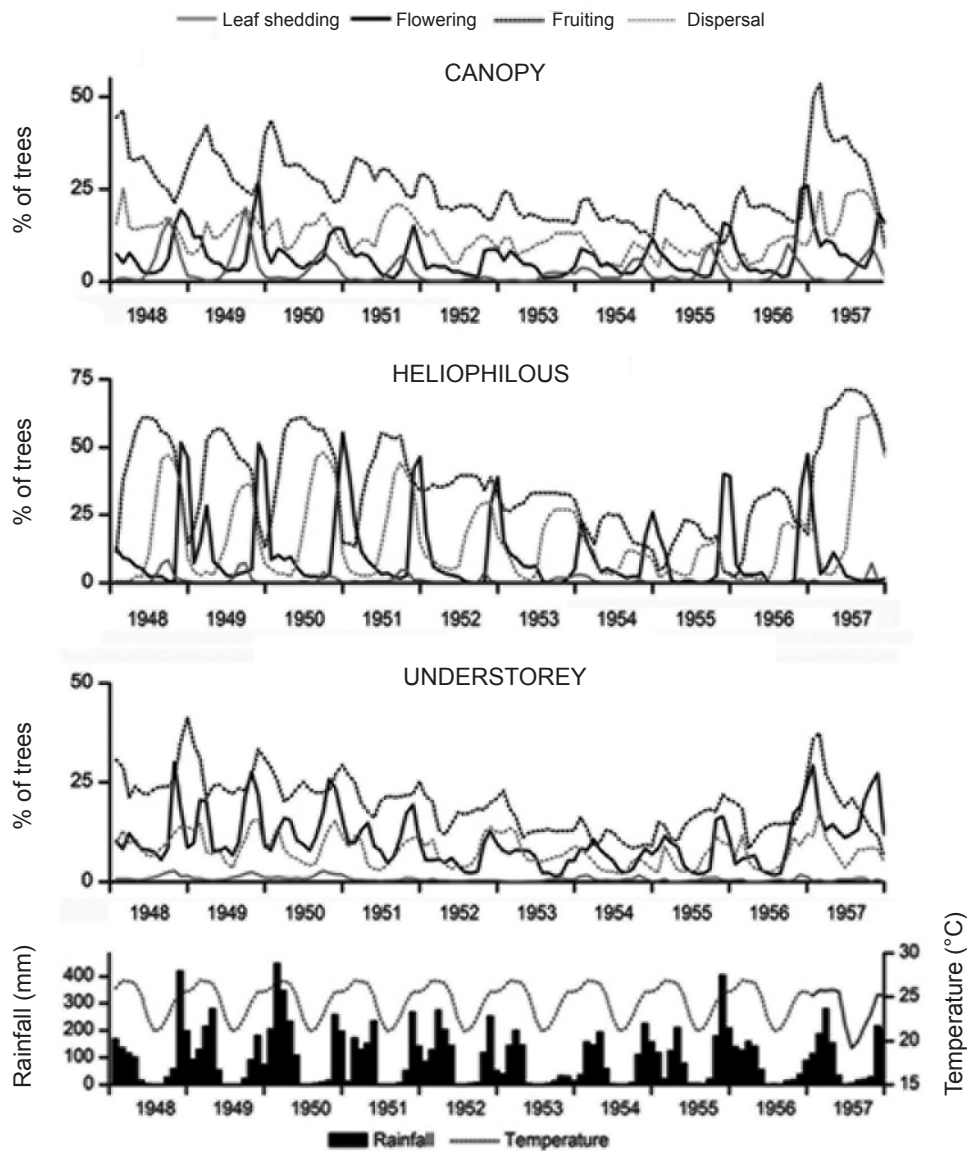 Leaf shedding Flowering Fruiting Dispersal
CANOPY
% of trees
50
25
0
1948 1949 1950 1951 1952 1953 1954 1955 1956 1957
HELIOPHILOUS
% of trees
75
50
25
0
1948 1949 1950 1951 1952 1953 1954 1955 1956 1957
UNDERSTOREY
% of trees
50
25
0
1948 1949 1950 1951 1952 1953 1954 1955 1956 1957
Rainfall (mm)
400
300
200
100
0
30
25
20
15
Temperature (°C)
1948 1949 1950 1951 1952 1953 1954 1955 1956 1957
Rainfall Temperature